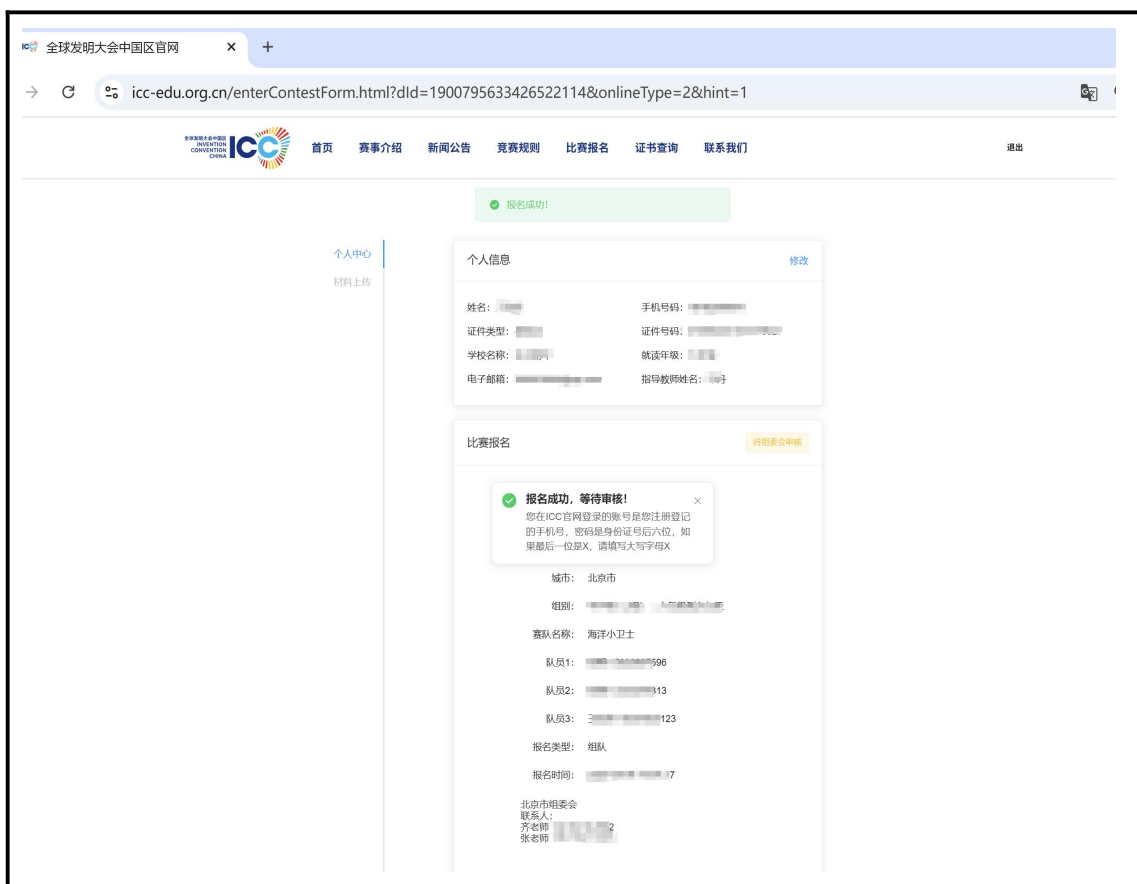 全球发明大会中国区官网
icc-edu.org.cn/enterContestForm.html?dId=1900795633426522114&onlineType=2&hint=1
全球发明大会中国区
INVENTION
CONVENTION
CHINA
ICC
首页 赛事介绍 新闻公告 竞赛规则 比赛报名 证书查询 联系我们 退出
报名成功!
个人中心
材料上传
个人信息 修改
姓名: 手机号码:
证件类型: 证件号码:
学校名称: 就读年级:
电子邮箱: 指导教师姓名:
比赛报名 待组委会审核
报名成功，等待审核!
您在ICC官网登录的账号是您注册登记
的手机号，密码是身份证号后六位，如
果最后一位是X，请填写大写字母X
城市: 北京市
组别:
赛队名称: 海洋小卫士
队员1: 596
队员2: 313
队员3: 123
报名类型: 组队
报名时间: 7
北京市组委会
联系人:
齐老师 2
张老师